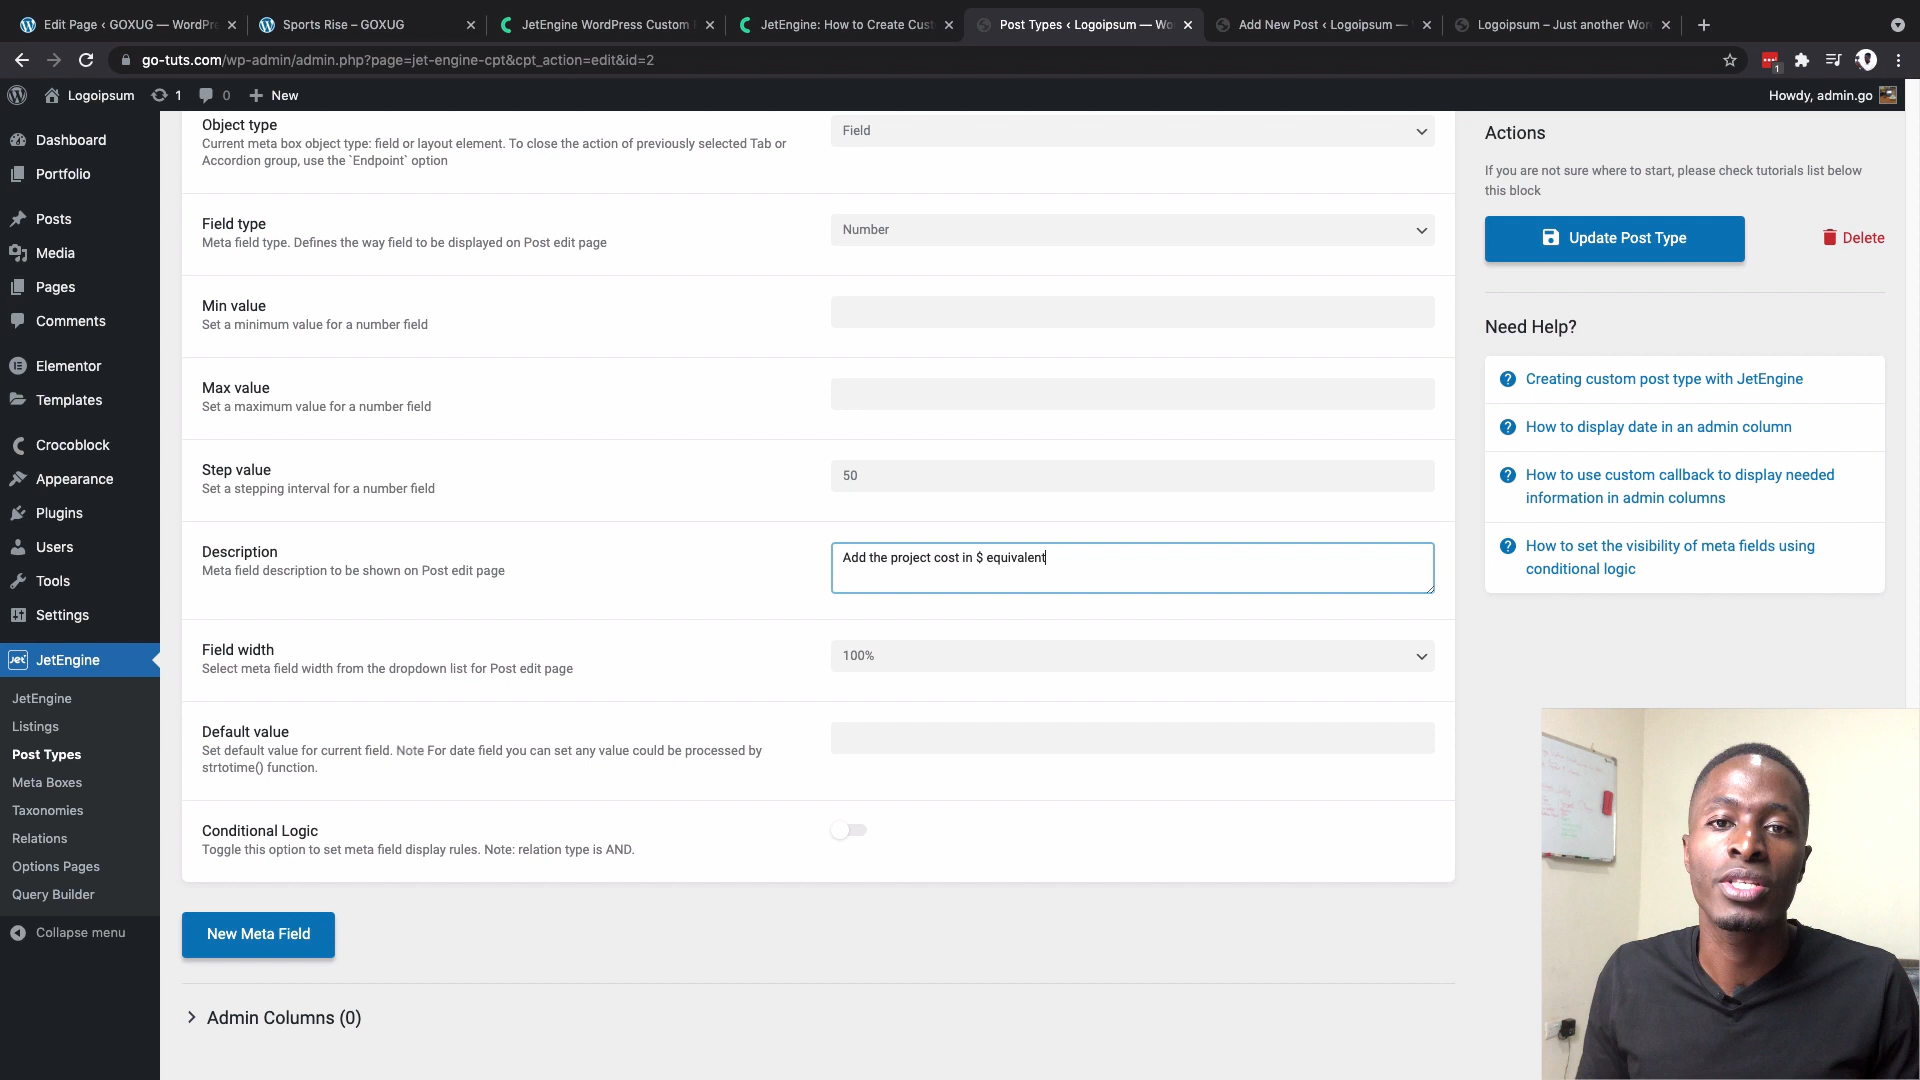 Edit Page ‹ GOXUG — WordPre
Sports Rise – GOXUG
JetEngine WordPress Custom
JetEngine: How to Create Cust
Post Types ‹ Logoipsum — Wo
Add New Post ‹ Logoipsum —
Logoipsum – Just another Wor
go-tuts.com/wp-admin/admin.php?page=jet-engine-cpt&cpt_action=edit&id=2
1
Logoipsum
1
0
New
Howdy, admin.go
Dashboard
Portfolio
Posts
Media
Pages
Comments
Elementor
Templates
Crocoblock
Appearance
Plugins
Users
Tools
Settings
Jet
JetEngine
JetEngine
Listings
Post Types
Meta Boxes
Taxonomies
Relations
Options Pages
Query Builder
Collapse menu
Object type
Current meta box object type: field or layout element. To close the action of previously selected Tab or
Accordion group, use the `Endpoint` option
Field
Field type
Meta field type. Defines the way field to be displayed on Post edit page
Number
Min value
Set a minimum value for a number field
Max value
Set a maximum value for a number field
Step value
Set a stepping interval for a number field
50
Description
Meta field description to be shown on Post edit page
Add the project cost in $ equivalent
Field width
Select meta field width from the dropdown list for Post edit page
100%
Default value
Set default value for current field. Note For date field you can set any value could be processed by
strtotime() function.
Conditional Logic
Toggle this option to set meta field display rules. Note: relation type is AND.
New Meta Field
Admin Columns (0)
Actions
If you are not sure where to start, please check tutorials list below
this block
Update Post Type
Delete
Need Help?
Creating custom post type with JetEngine
How to display date in an admin column
How to use custom callback to display needed
information in admin columns
How to set the visibility of meta fields using
conditional logic